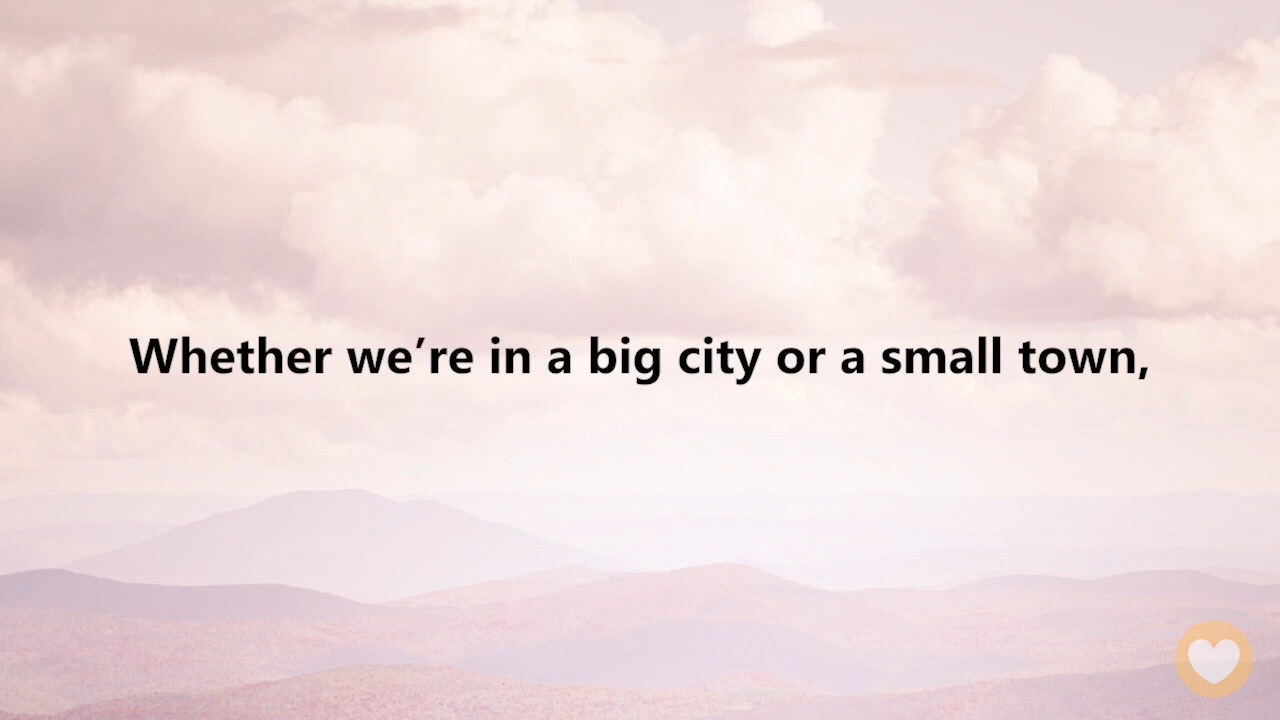 Whether we’re in a big city or a small town,